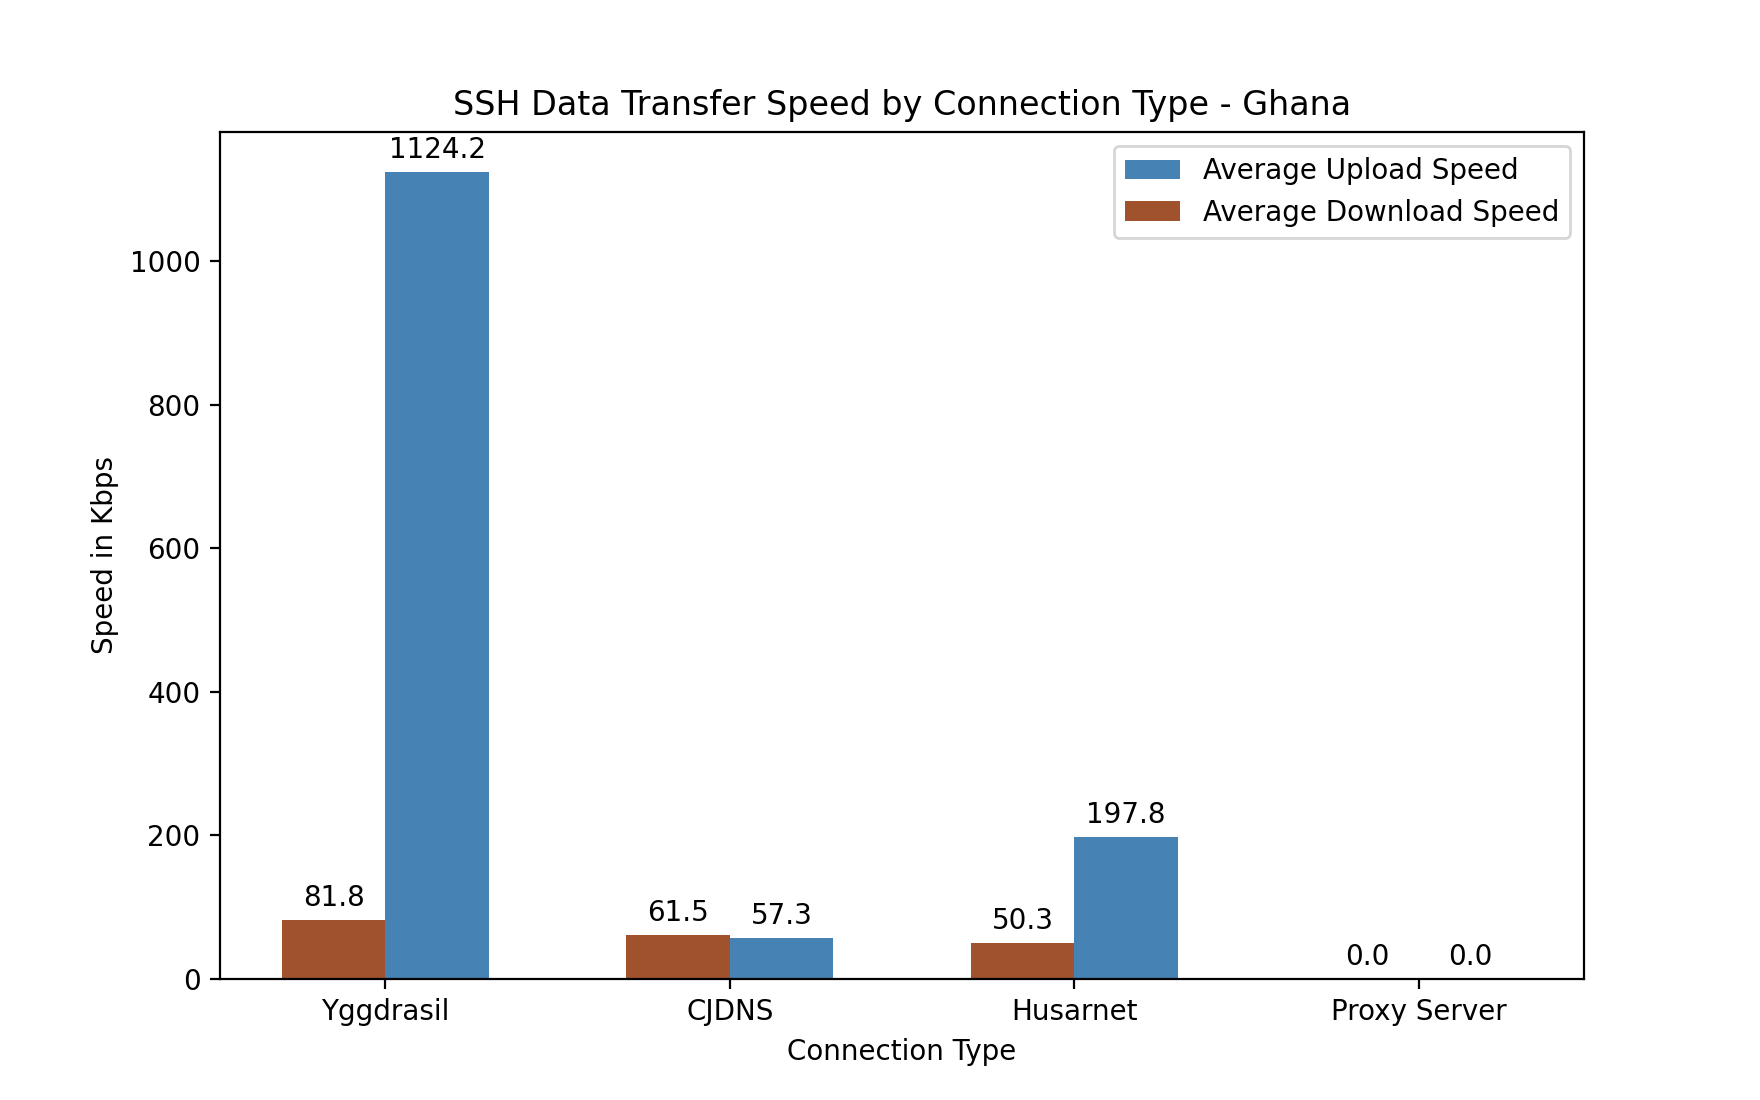 SSH Data Transfer Speed by Connection Type - Ghana
Average Upload Speed
Average Download Speed
Speed in Kbps
1000
800
600
400
200
0
81.8
1124.2
61.5
57.3
50.3
197.8
0.0
0.0
Yggdrasil
CJDNS
Husarnet
Proxy Server
Connection Type